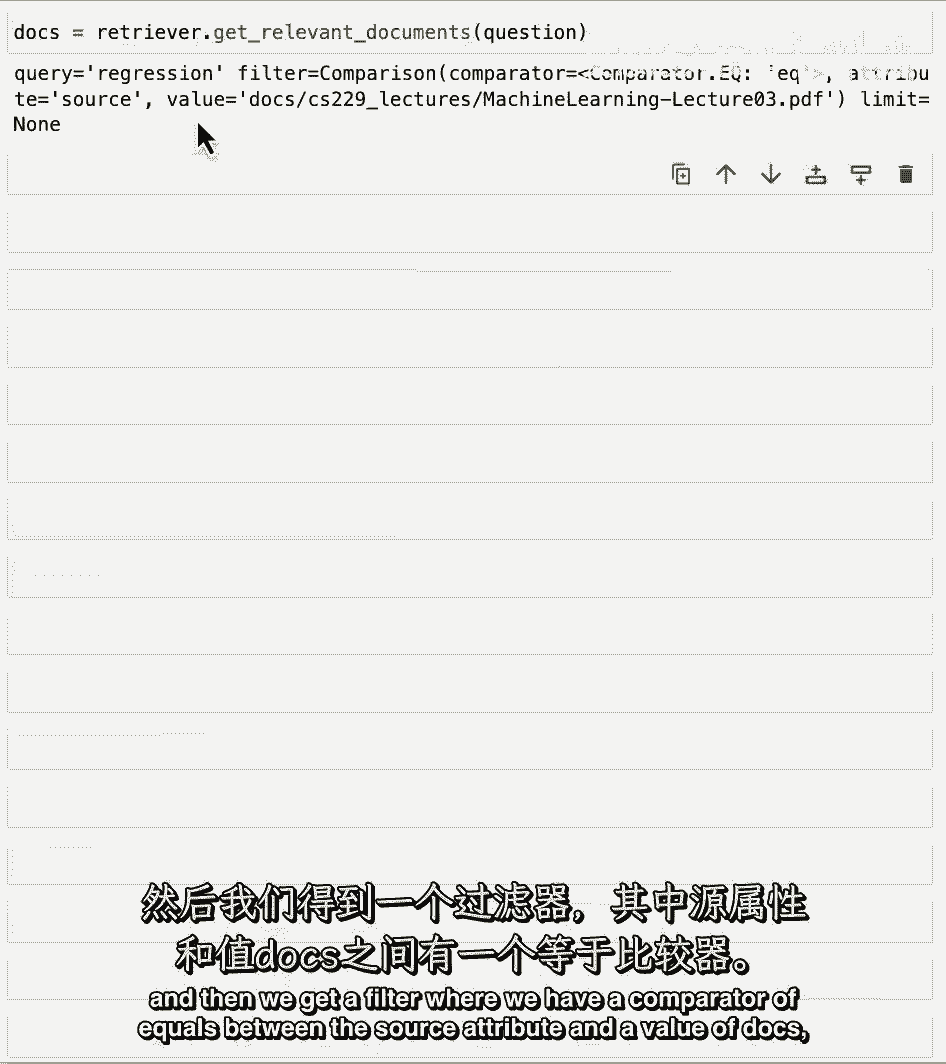 docs = retriever.get_relevant_documents(question)
query='regression' filter=Comparison(comparator=<Comparator.EQ: 'eq'>, attribu
te='source', value='docs/cs229_lectures/MachineLearning-Lecture03.pdf') limit=
None
然后我们得到一个过滤器，其中源属性
和值docs之间有一个等于比较器。
and then we get a filter where we have a comparator of
equals between the source attribute and a value of docs,